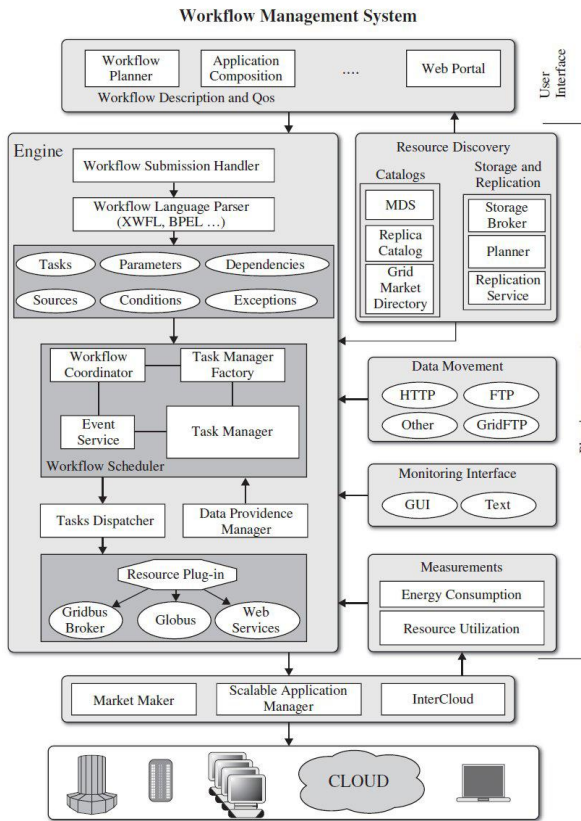 Workflow Management System
Workflow
Planner
Application
Composition
....
Web Portal
Workflow Description and Qos
User
Interface
Engine
Workflow Submission Handler
Workflow Language Parser
(XWFL, BPEL ...)
Tasks
Parameters
Dependencies
Sources
Conditions
Exceptions
Workflow
Coordinator
Task Manager
Factory
Event
Service
Task Manager
Workflow Scheduler
Tasks Dispatcher
Data Providence
Manager
Resource Plug-in
Gridbus
Broker
Globus
Web
Services
Resource Discovery
Catalogs
MDS
Replica
Catalog
Grid
Market
Directory
Storage and
Replication
Storage
Broker
Planner
Replication
Service
Data Movement
HTTP
FTP
Other
GridFTP
Monitoring Interface
GUI
Text
Measurements
Energy Consumption
Resource Utilization
Market Maker
Scalable Application
Manager
InterCloud
CLOUD